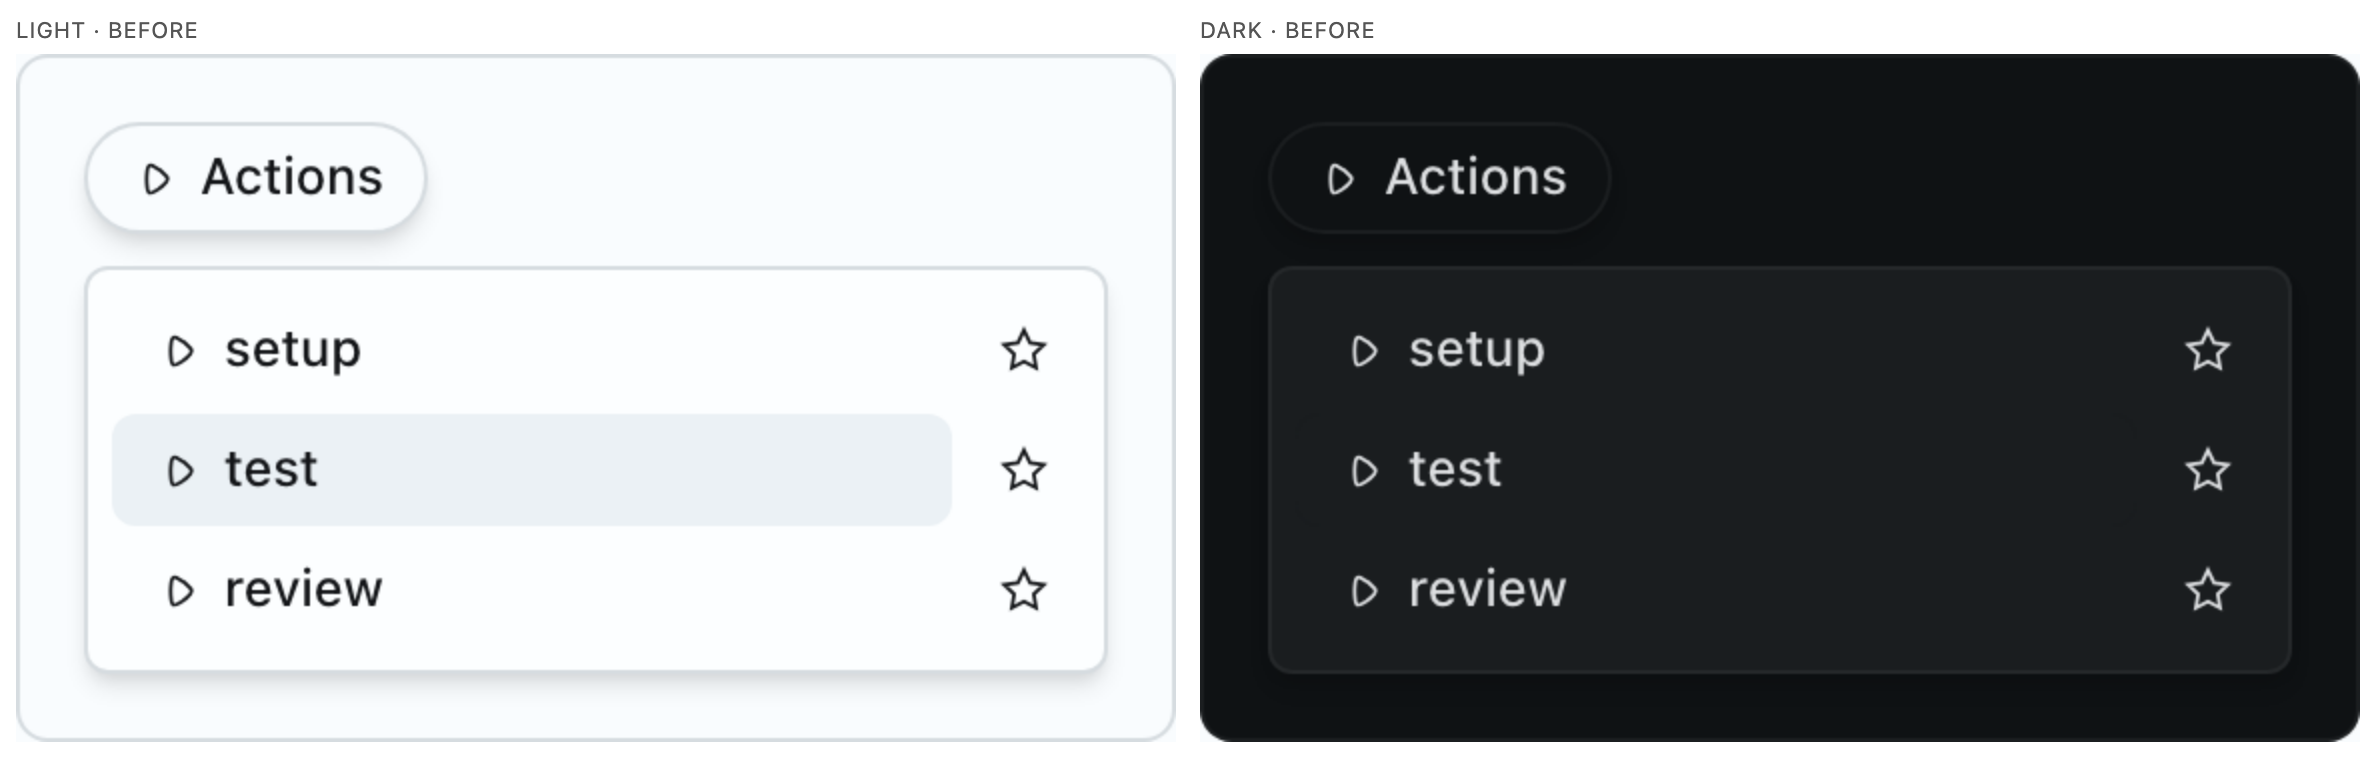 LIGHT · BEFORE
Actions
setup
test
review
DARK · BEFORE
Actions
setup
test
review